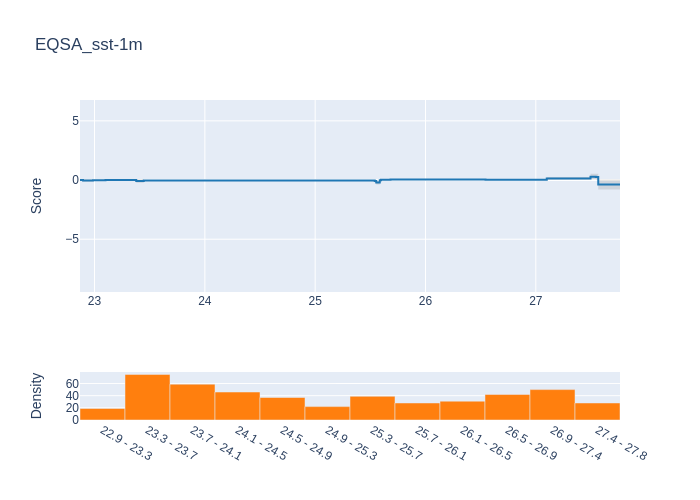 EQSA_sst-1m
5
0
−5
Score
23 24 25 26 27
60
40
20
0
Density
22.9 - 23.3
23.3 - 23.7
23.7 - 24.1
24.1 - 24.5
24.5 - 24.9
24.9 - 25.3
25.3 - 25.7
25.7 - 26.1
26.1 - 26.5
26.5 - 26.9
26.9 - 27.4
27.4 - 27.8